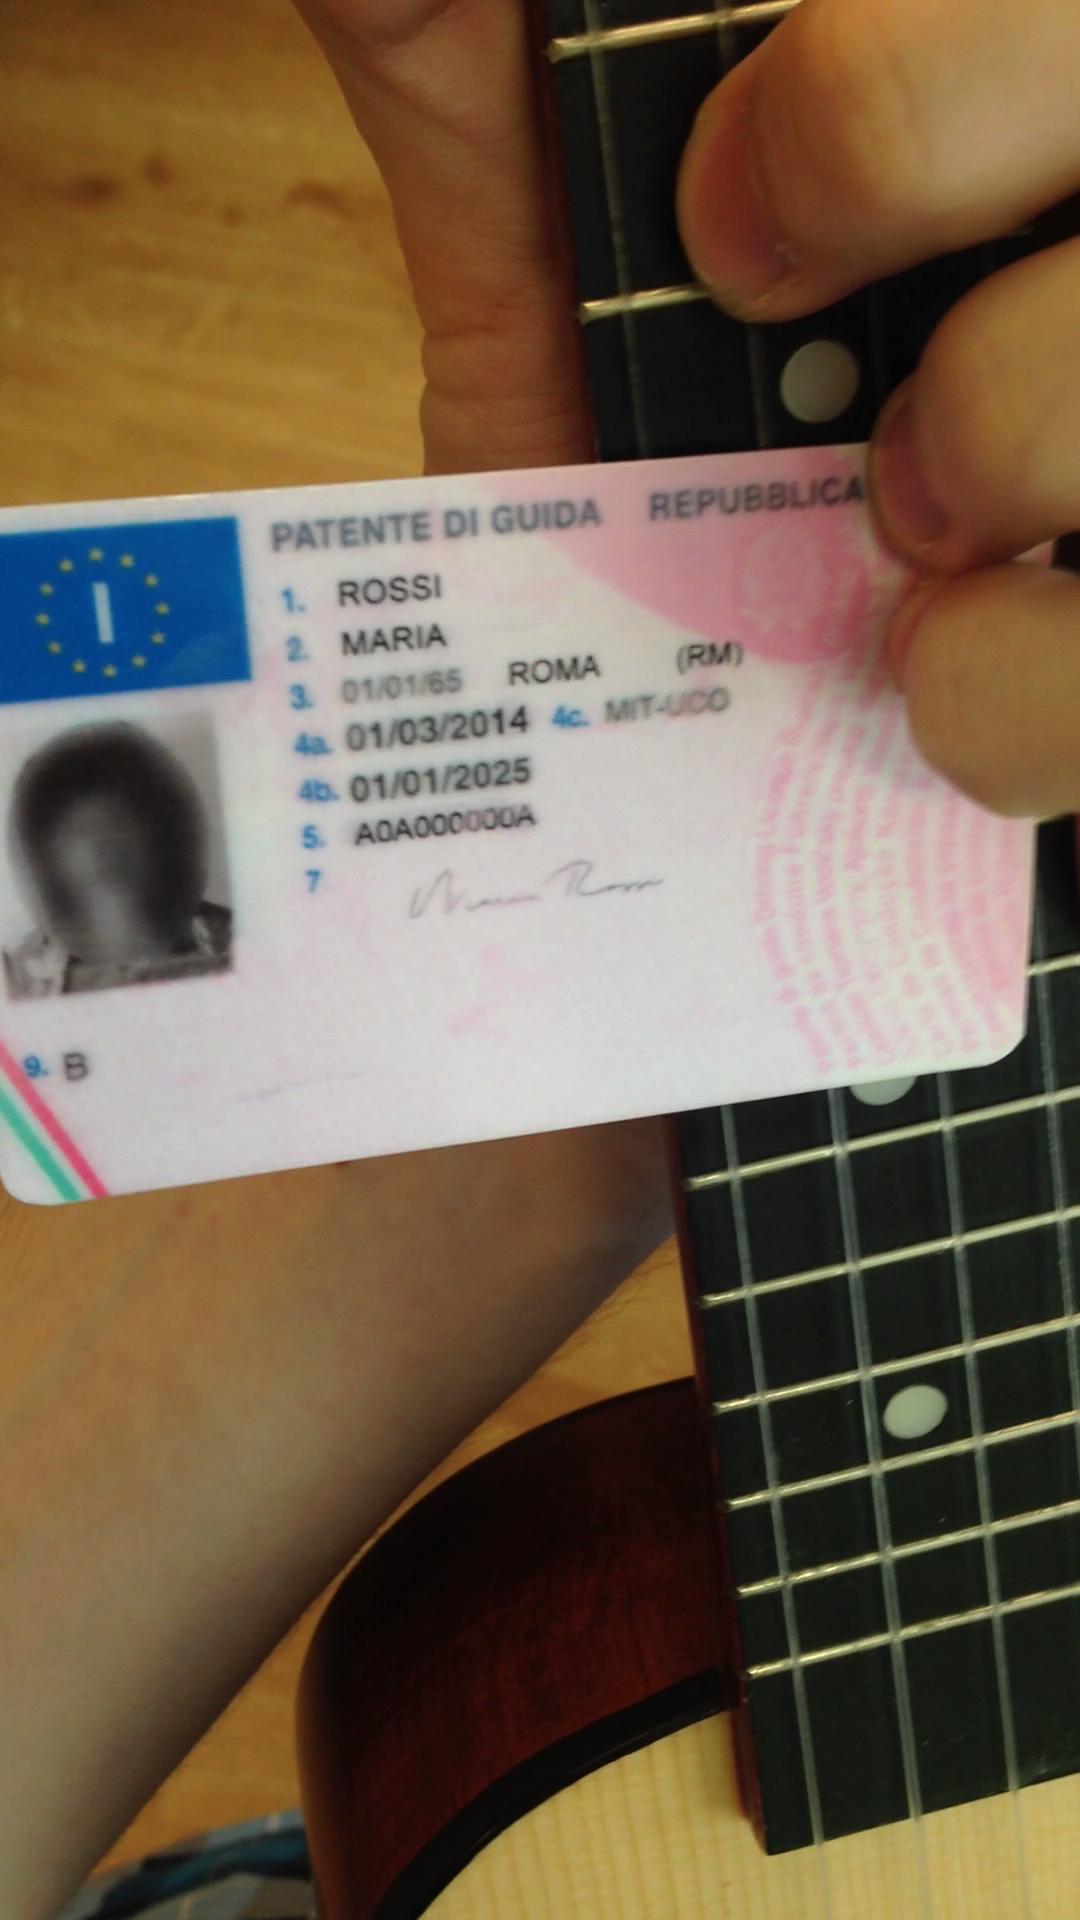 PATENTE DI GUIDA REPUBBLICA
I
1. ROSSI
2. MARIA
3. 01/01/65 ROMA (RM)
4a. 01/03/2014 4c. MIT-UCO
4b. 01/01/2025
5. A0A000000A
7 Maria Rossi
9. B